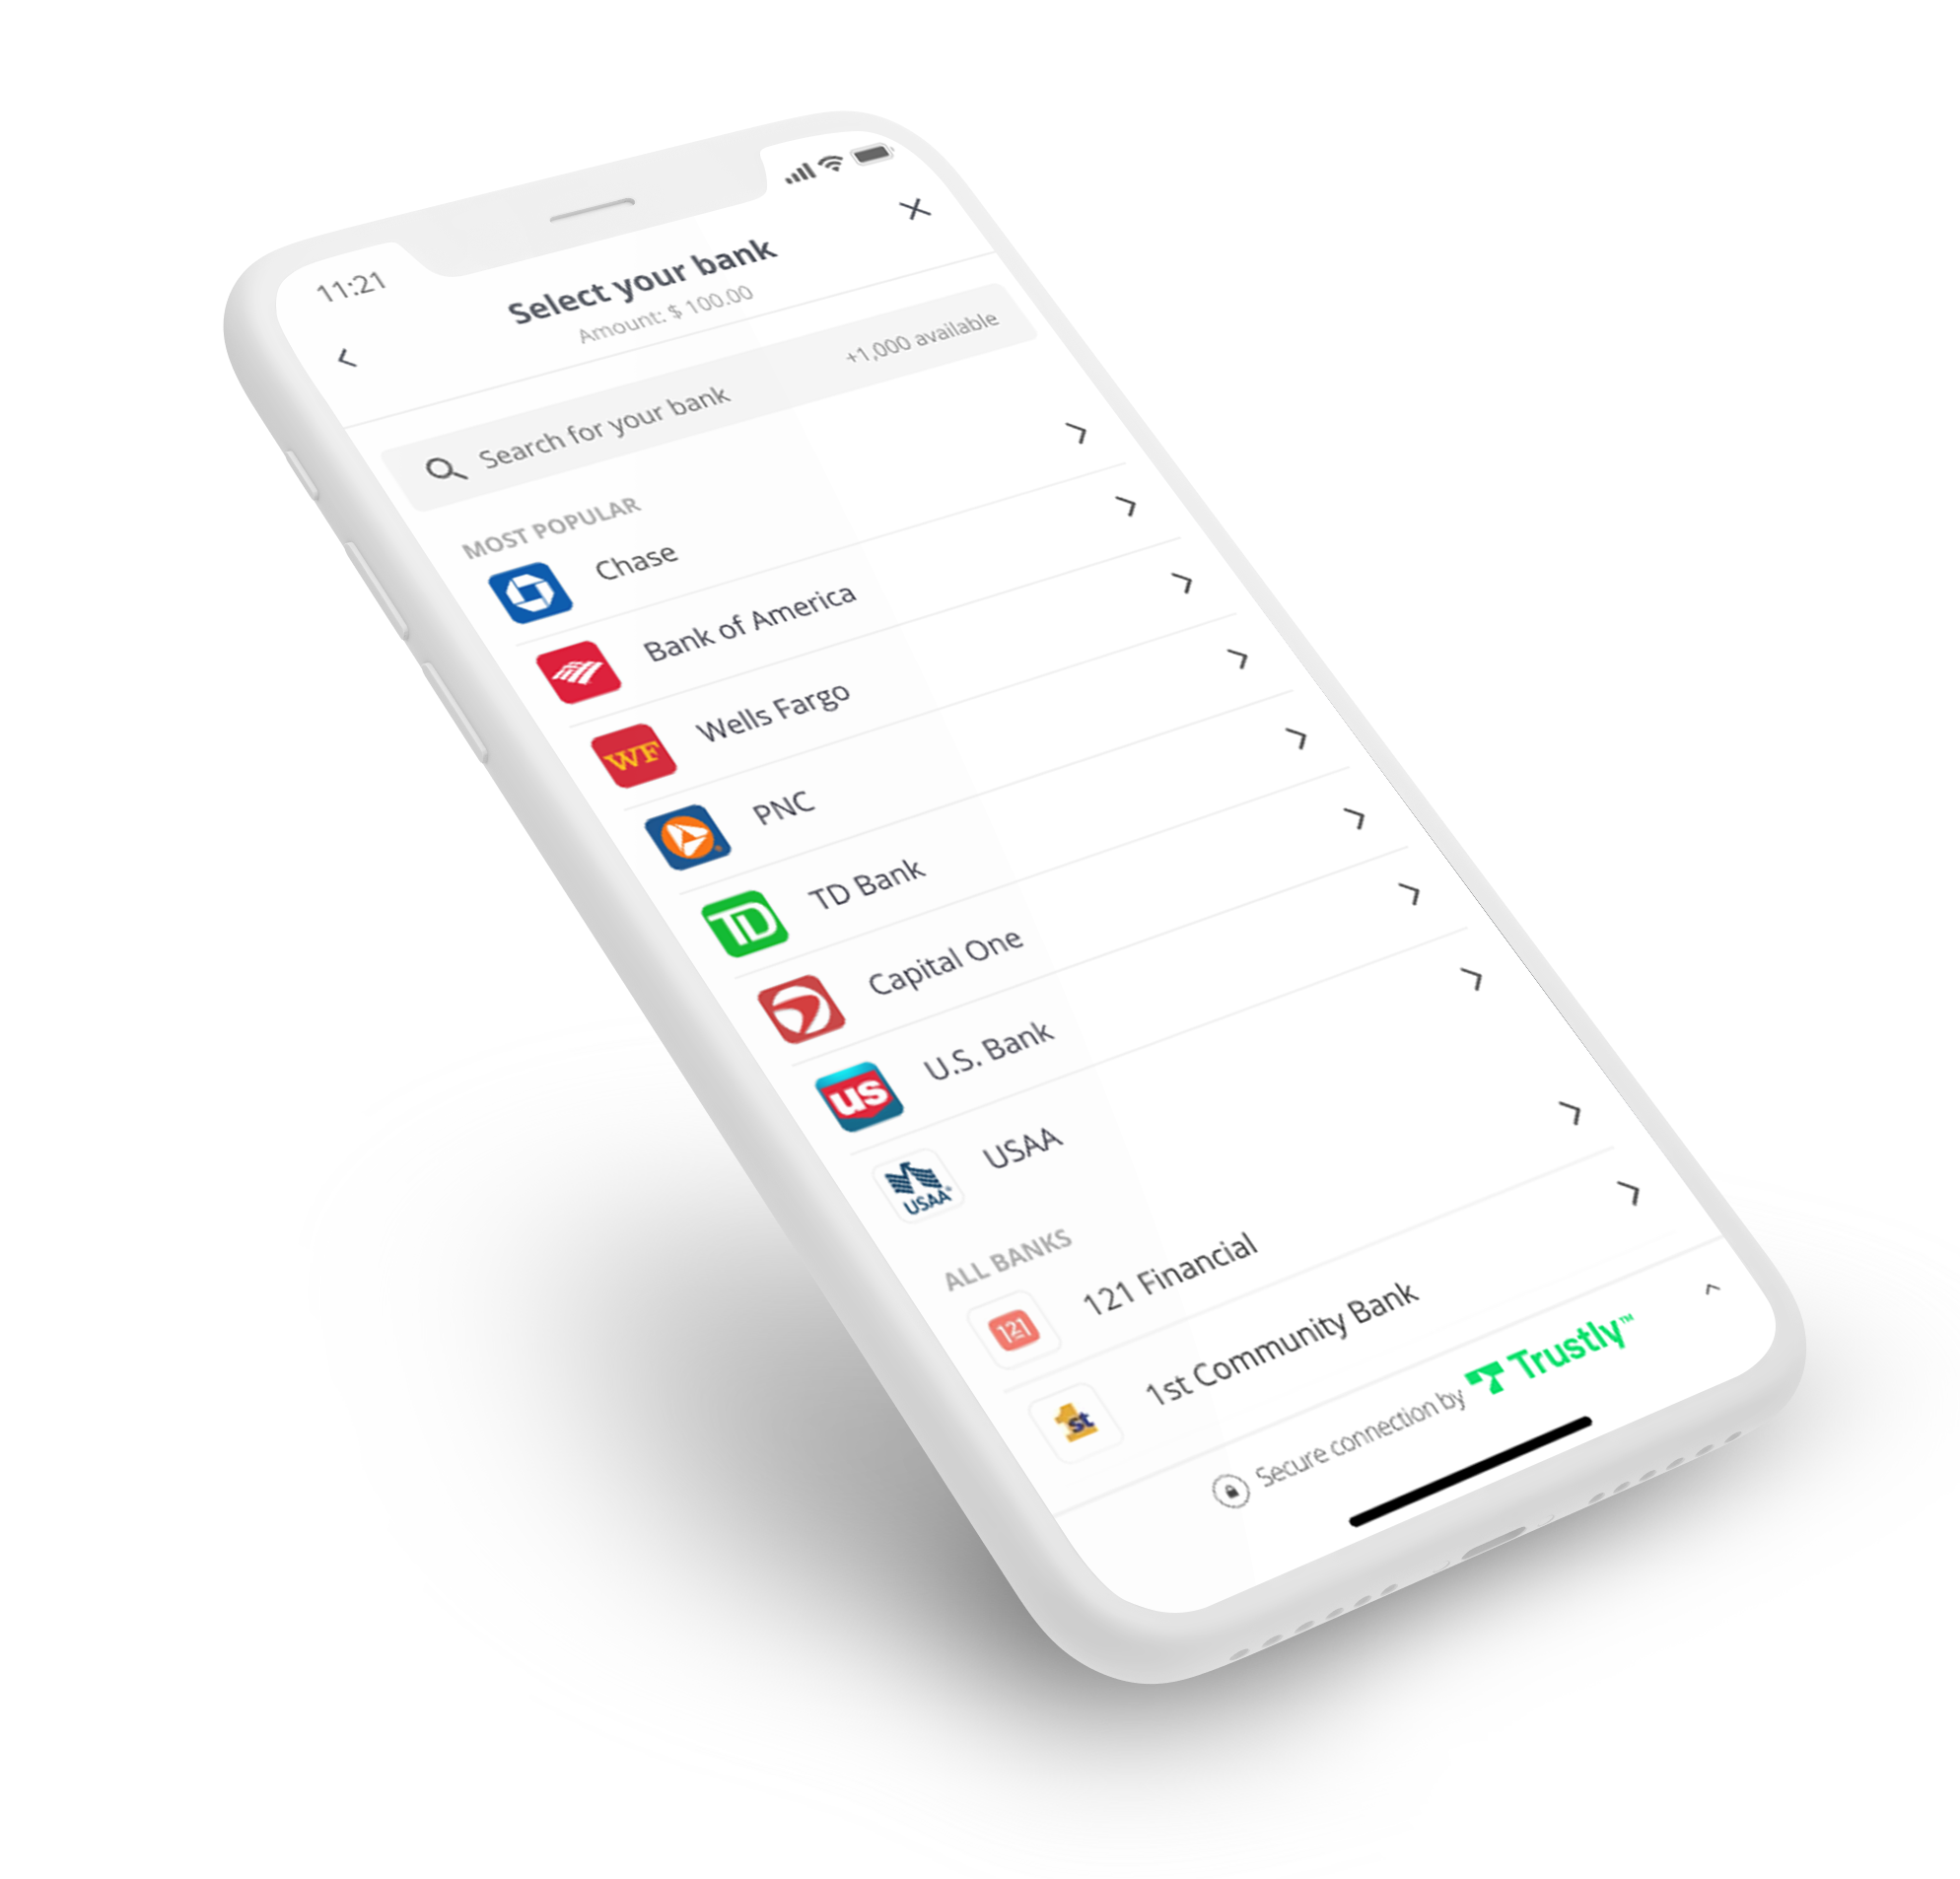 11:21
Select your bank
Amount: $ 100.00
Search for your bank +1,000 available
MOST POPULAR
Chase
Bank of America
WF Wells Fargo
PNC
TD TD Bank
Capital One
us U.S. Bank
USAA USAA
ALL BANKS
121 121 Financial
1st 1st Community Bank
Secure connection by Trustly™